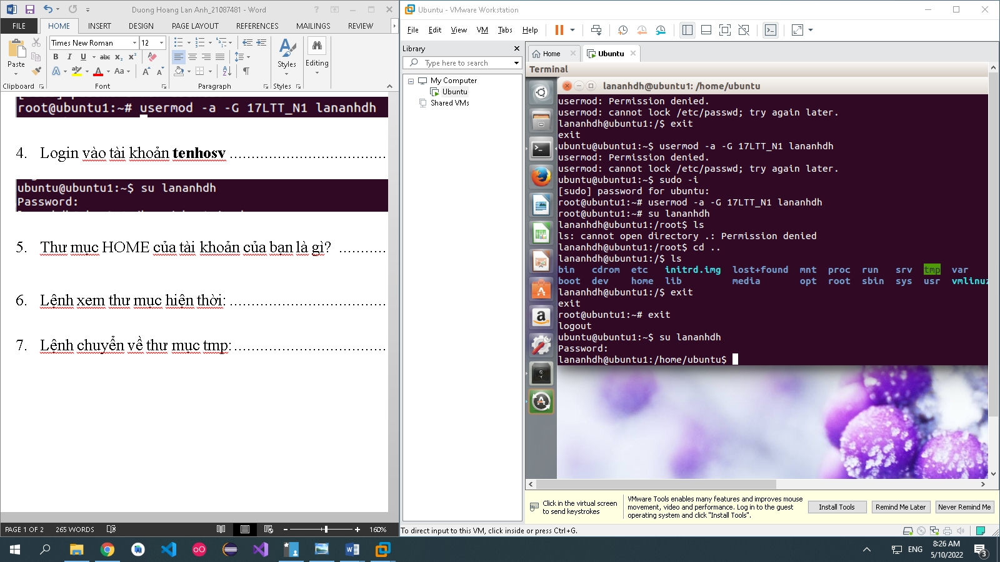 Duong Hoang Lan Anh_21087481 - Word
FILE HOME INSERT DESIGN PAGE LAYOUT REFERENCES MAILINGS REVIEW
Times New Roman 12
Paste
Styles
Editing
Clipboard Font Paragraph Styles
root@ubuntu1:~# usermod -a -G 17LTT_N1 lananhdh
4. Login vào tài khoản tenhosv ..............................
ubuntu@ubuntu1:~$ su lananhdh
Password:
5. Thư mục HOME của tài khoản của bạn là gì? ...........
6. Lệnh xem thư mục hiện thời: ..............................
7. Lệnh chuyển về thư mục tmp: .............................
PAGE 1 OF 2 265 WORDS 160%
Ubuntu - VMware Workstation
File Edit View VM Tabs Help
Library
Type here to search
My Computer
Ubuntu
Shared VMs
Home Ubuntu
Terminal
lananhdh@ubuntu1: /home/ubuntu
usermod: Permission denied.
usermod: cannot lock /etc/passwd; try again later.
lananhdh@ubuntu1:/$ exit
exit
ubuntu@ubuntu1:~$ usermod -a -G 17LTT_N1 lananhdh
usermod: Permission denied.
usermod: cannot lock /etc/passwd; try again later.
ubuntu@ubuntu1:~$ sudo -i
[sudo] password for ubuntu:
root@ubuntu1:~# usermod -a -G 17LTT_N1 lananhdh
root@ubuntu1:~# su lananhdh
lananhdh@ubuntu1:/root$ ls
ls: cannot open directory .: Permission denied
lananhdh@ubuntu1:/root$ cd ..
lananhdh@ubuntu1:/$ ls
bin cdrom etc initrd.img lost+found mnt proc run srv tmp var
boot dev home lib media opt root sbin sys usr vmlinuz
lananhdh@ubuntu1:/$ exit
exit
root@ubuntu1:~# exit
logout
ubuntu@ubuntu1:~$ su lananhdh
Password:
lananhdh@ubuntu1:/home/ubuntu$
Click in the virtual screen
to send keystrokes
VMware Tools enables many features and improves mouse
movement, video and performance. Log in to the guest
operating system and click "Install Tools".
Install Tools Remind Me Later Never Remind Me
To direct input to this VM, click inside or press Ctrl+G.
ENG
8:26 AM
5/10/2022
3